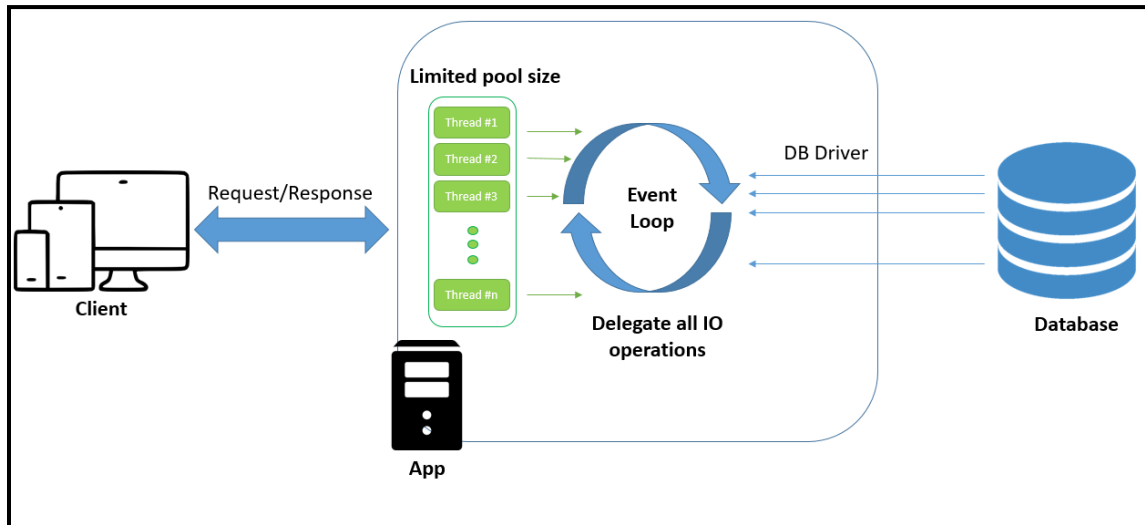 Limited pool size
Thread #1
Thread #2
Thread #3
Thread #n
Request/Response
Client
Event
Loop
Delegate all IO
operations
DB Driver
Database
App